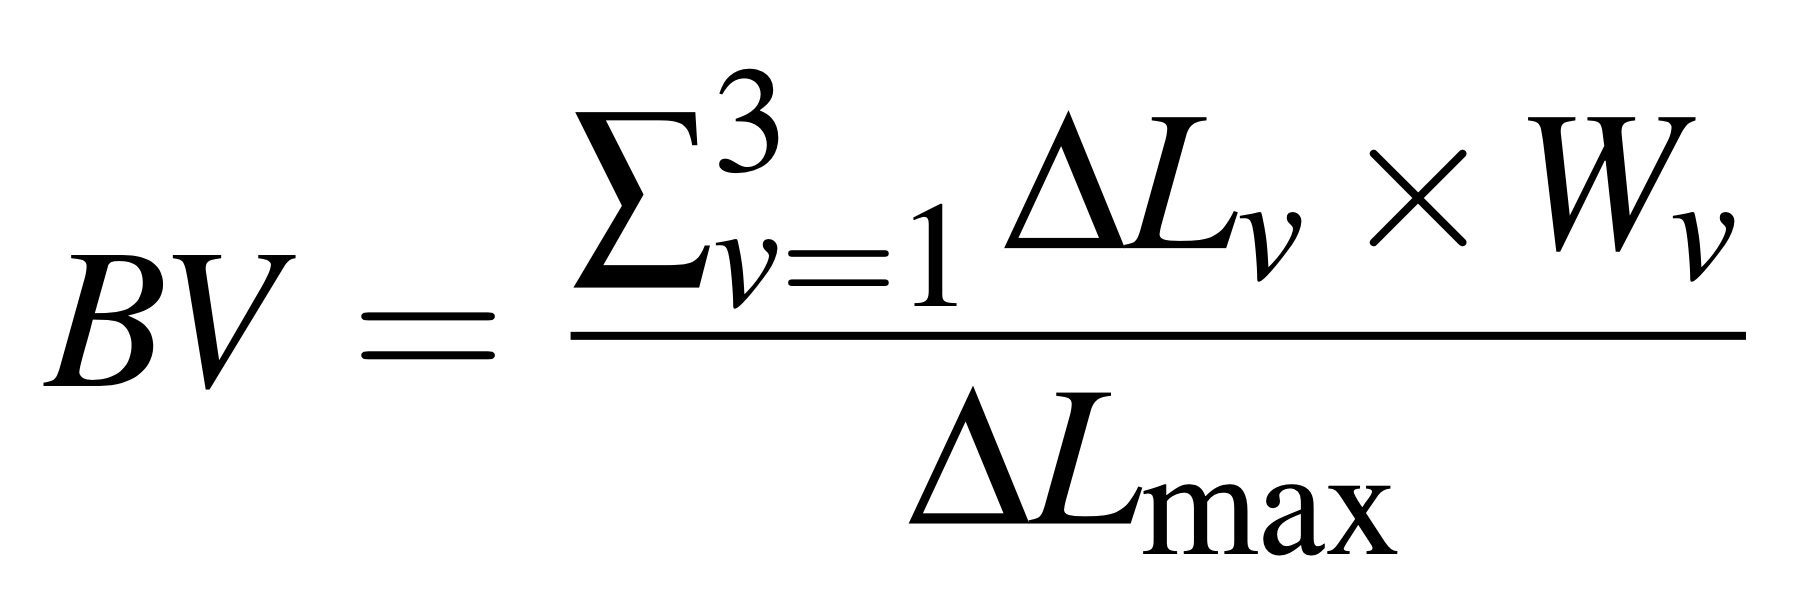 BV = \frac{\sum_{v=1}^{3} \Delta L_v \times W_v}{\Delta L_{\max}}